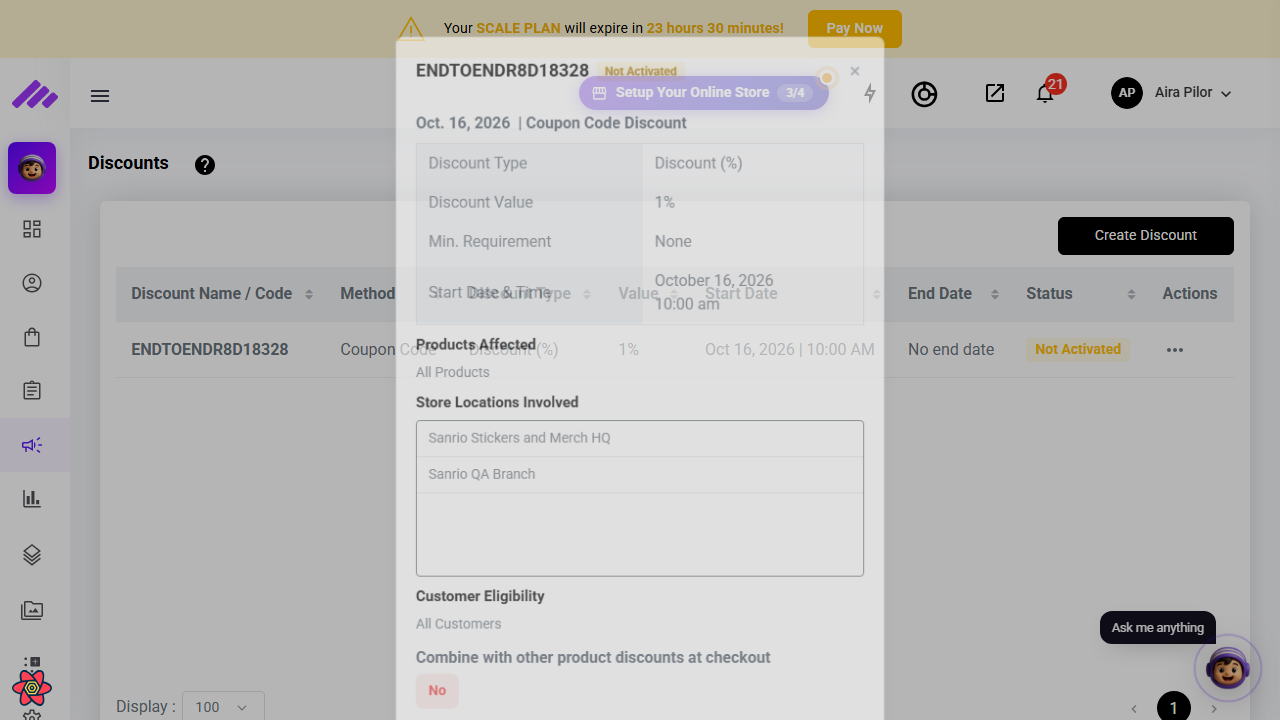 Your SCALE PLAN will expire in 23 hours 30 minutes!
Pay Now
ENDTOENDR8D18328 Not Activated
×
Setup Your Online Store 3/4
21
AP
Aira Pilor
Oct. 16, 2026 | Coupon Code Discount
Discounts
?
Discount Type Discount (%)
Discount Value 1%
Min. Requirement None
Start Date & Time October 16, 2026
10:00 am
Create Discount
Discount Name / Code Method Discount Type Value Start Date End Date Status Actions
ENDTOENDR8D18328 Coupon Code Discount (%) 1% Oct 16, 2026 | 10:00 AM No end date Not Activated
Products Affected
All Products
Store Locations Involved
Sanrio Stickers and Merch HQ
Sanrio QA Branch
Customer Eligibility
All Customers
Combine with other product discounts at checkout
No
Ask me anything
Display : 100
1